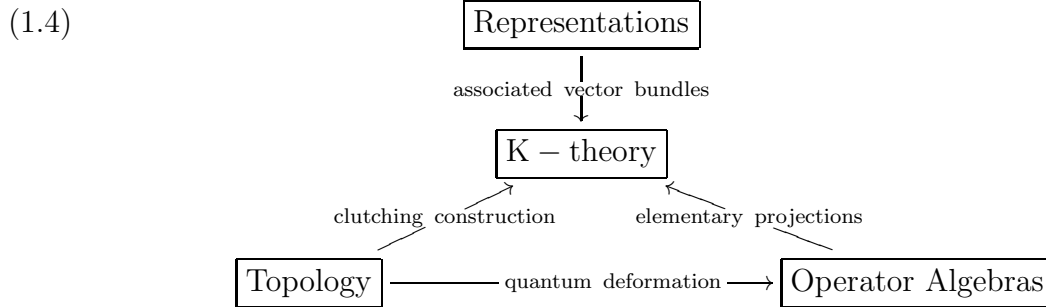 (1.4)
Representations
associated vector bundles
K − theory
clutching construction
elementary projections
Topology
quantum deformation
Operator Algebras